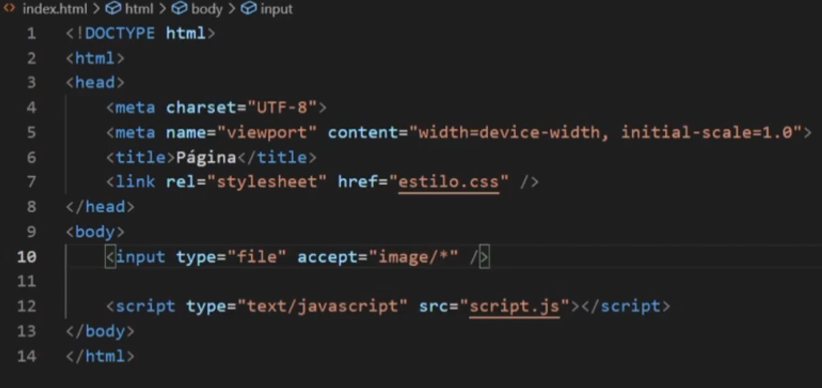 index.html > html > body > input
1 <!DOCTYPE html>
2 <html>
3 <head>
4 <meta charset="UTF-8">
5 <meta name="viewport" content="width=device-width, initial-scale=1.0">
6 <title>Página</title>
7 <link rel="stylesheet" href="estilo.css" />
8 </head>
9 <body>
10 <input type="file" accept="image/*" />
11
12 <script type="text/javascript" src="script.js"></script>
13 </body>
14 </html>